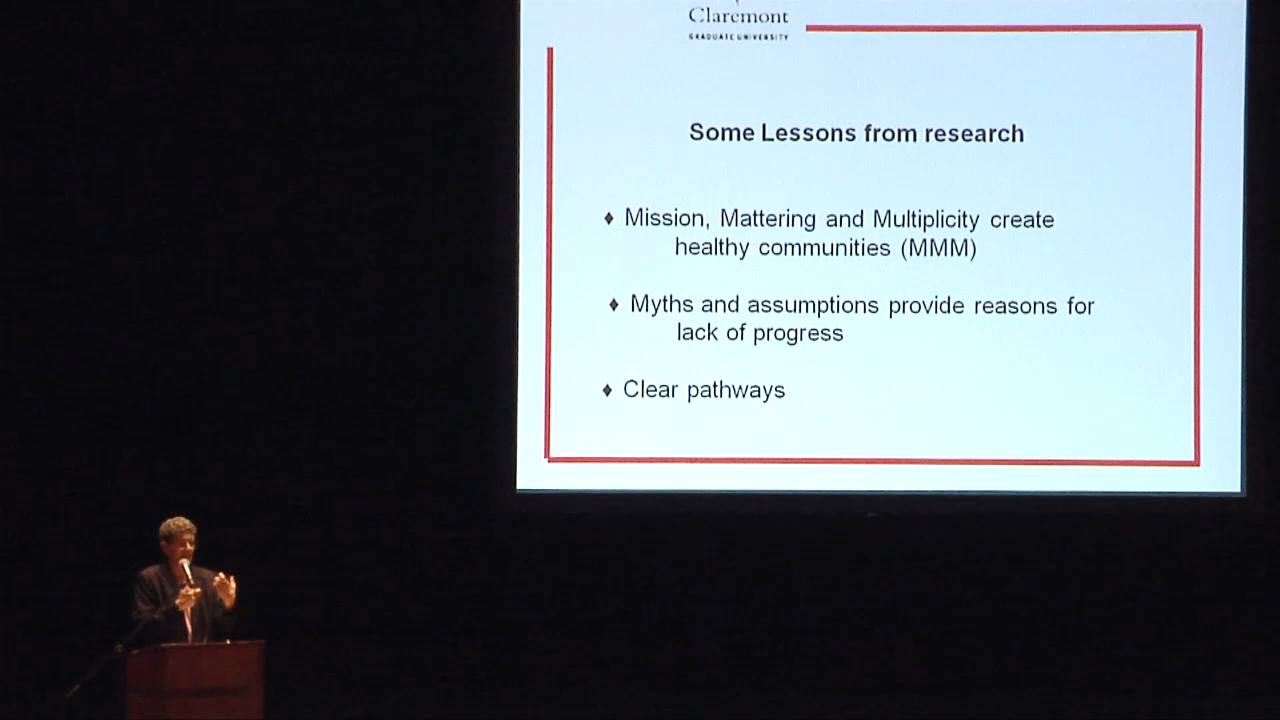 Claremont
GRADUATE UNIVERSITY
Some Lessons from research
♦ Mission, Mattering and Multiplicity create
healthy communities (MMM)
♦ Myths and assumptions provide reasons for
lack of progress
♦ Clear pathways